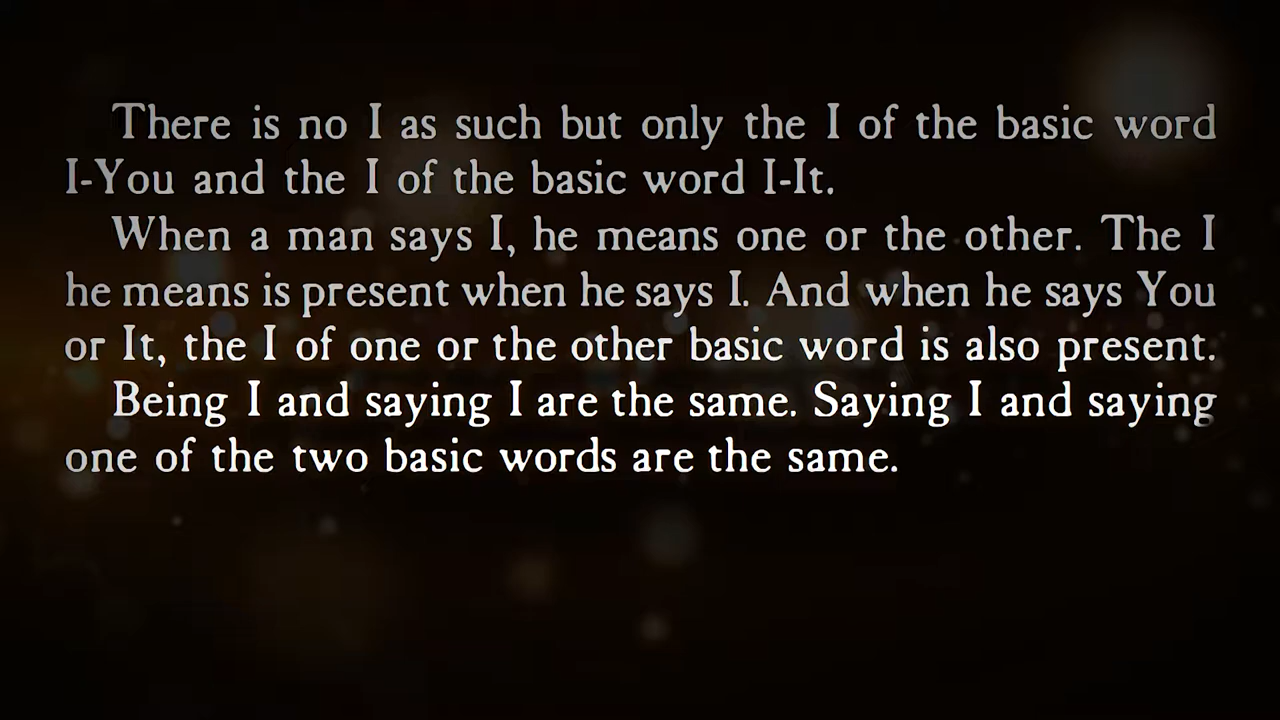 There is no I as such but only the I of the basic word
I-You and the I of the basic word I-It.
When a man says I, he means one or the other. The I
he means is present when he says I. And when he says You
or It, the I of one or the other basic word is also present.
Being I and saying I are the same. Saying I and saying
one of the two basic words are the same.